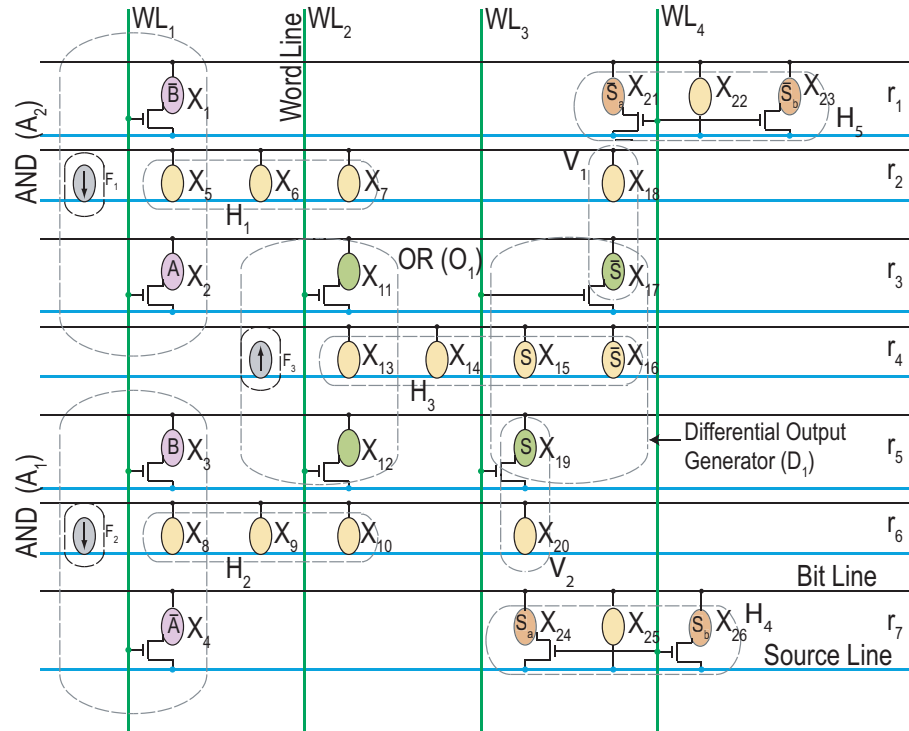 WL₁
WL₂
WL₃
WL₄
Word Line
AND (A₂)
B̄ X₁
S̄ₐ X₂₁
X₂₂
S̄_b X₂₃
H₅
r₁
F₁
X₅
X₆
X₇
H₁
V₁
X₁₈
r₂
A X₂
X₁₁
OR (O₁)
S̄ X₁₇
r₃
F₃
X₁₃
X₁₄
S X₁₅
S̄ X₁₆
H₃
r₄
AND (A₁)
B X₃
X₁₂
S X₁₉
Differential Output
Generator (D₁)
r₅
F₂
X₈
X₉
X₁₀
H₂
X₂₀
V₂
r₆
Bit Line
Ā X₄
Sₐ X₂₄
X₂₅
S_b X₂₆
H₄
r₇
Source Line